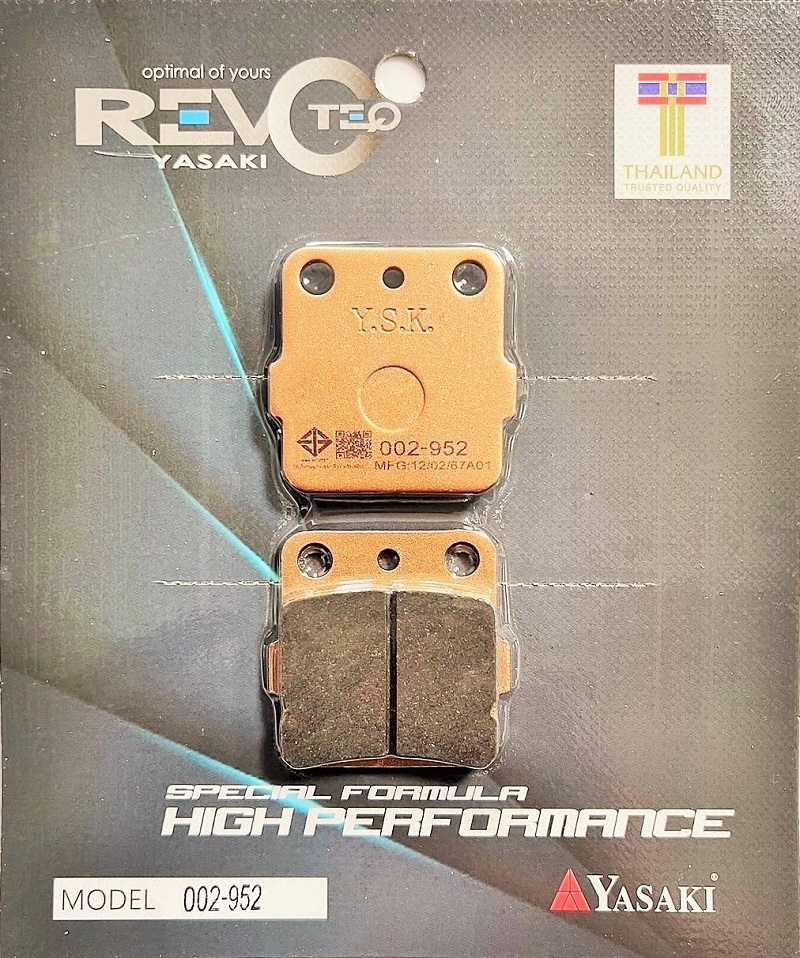 optimal of yours
REVO TEQ
YASAKI
THAILAND
TRUSTED QUALITY
Y.S.K.
002-952
MFG:12/02/67A01
SPECIAL FORMULA
HIGH PERFORMANCE
MODEL 002-952
YASAKI®